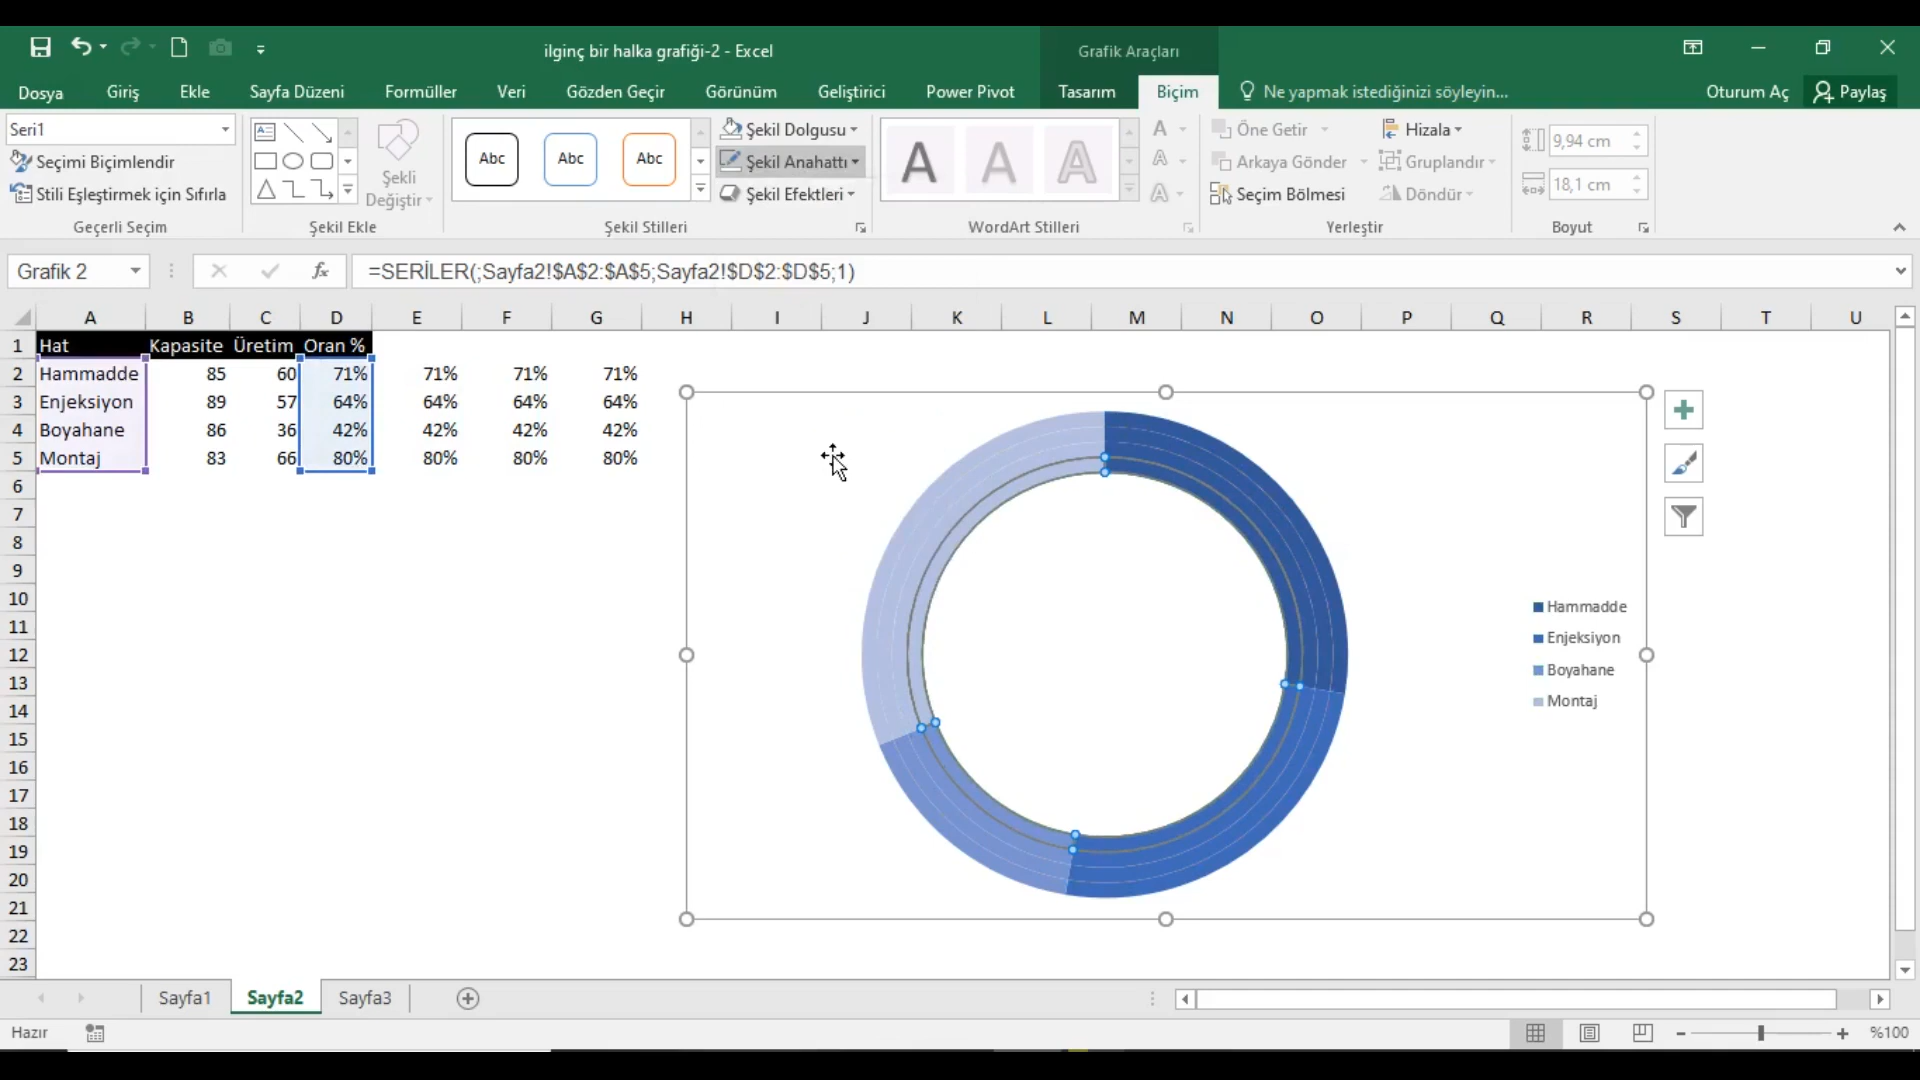 ilginç bir halka grafiği-2 - Excel
Grafik Araçları
Dosya Giriş Ekle Sayfa Düzeni Formüller Veri Gözden Geçir Görünüm Geliştirici Power Pivot Tasarım Biçim Ne yapmak istediğinizi söyleyin... Oturum Aç Paylaş
Seri1
Seçimi Biçimlendir
Stili Eşleştirmek için Sıfırla
Geçerli Seçim
Şekli
Değiştir
Şekil Ekle
Abc Abc Abc
Şekil Dolgusu
Şekil Anahattı
Şekil Efektleri
Şekil Stilleri
A A A
WordArt Stilleri
Öne Getir
Arkaya Gönder
Seçim Bölmesi
Hizala
Gruplandır
Döndür
Yerleştir
9,94 cm
18,1 cm
Boyut
Grafik 2 fx =SERİLER(;Sayfa2!$A$2:$A$5;Sayfa2!$D$2:$D$5;1)
A B C D E F G H I J K L M N O P Q R S T U
1 Hat Kapasite Üretim Oran %
2 Hammadde 85 60 71% 71% 71% 71%
3 Enjeksiyon 89 57 64% 64% 64% 64%
4 Boyahane 86 36 42% 42% 42% 42%
5 Montaj 83 66 80% 80% 80% 80%
6
7
8
9
10
11
12
13
14
15
16
17
18
19
20
21
22
23
Hammadde
Enjeksiyon
Boyahane
Montaj
Sayfa1 Sayfa2 Sayfa3
Hazır %100